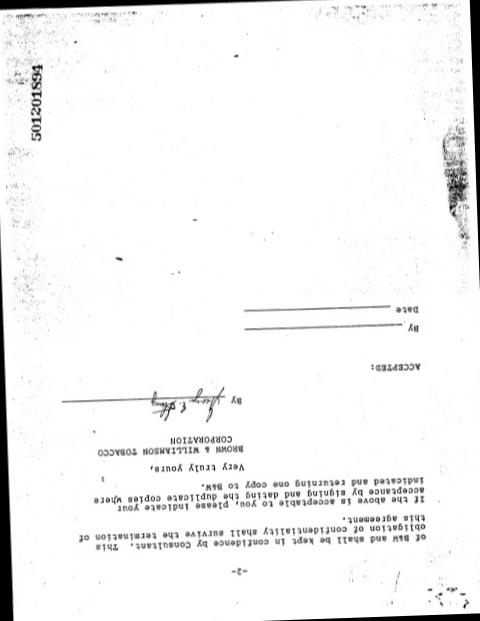 -2-
of B&W and shall be kept in confidence by Consultant. This
obligation of confidentiality shall survive the termination of
this agreement.
If the above is acceptable to you, please indicate your
acceptance by signing and dating the duplicate copies where
indicated and returning one copy to B&W.
Very truly yours,
BROWN & WILLIAMSON TOBACCO
CORPORATION
By
ACCEPTED:
By
Date
501201894